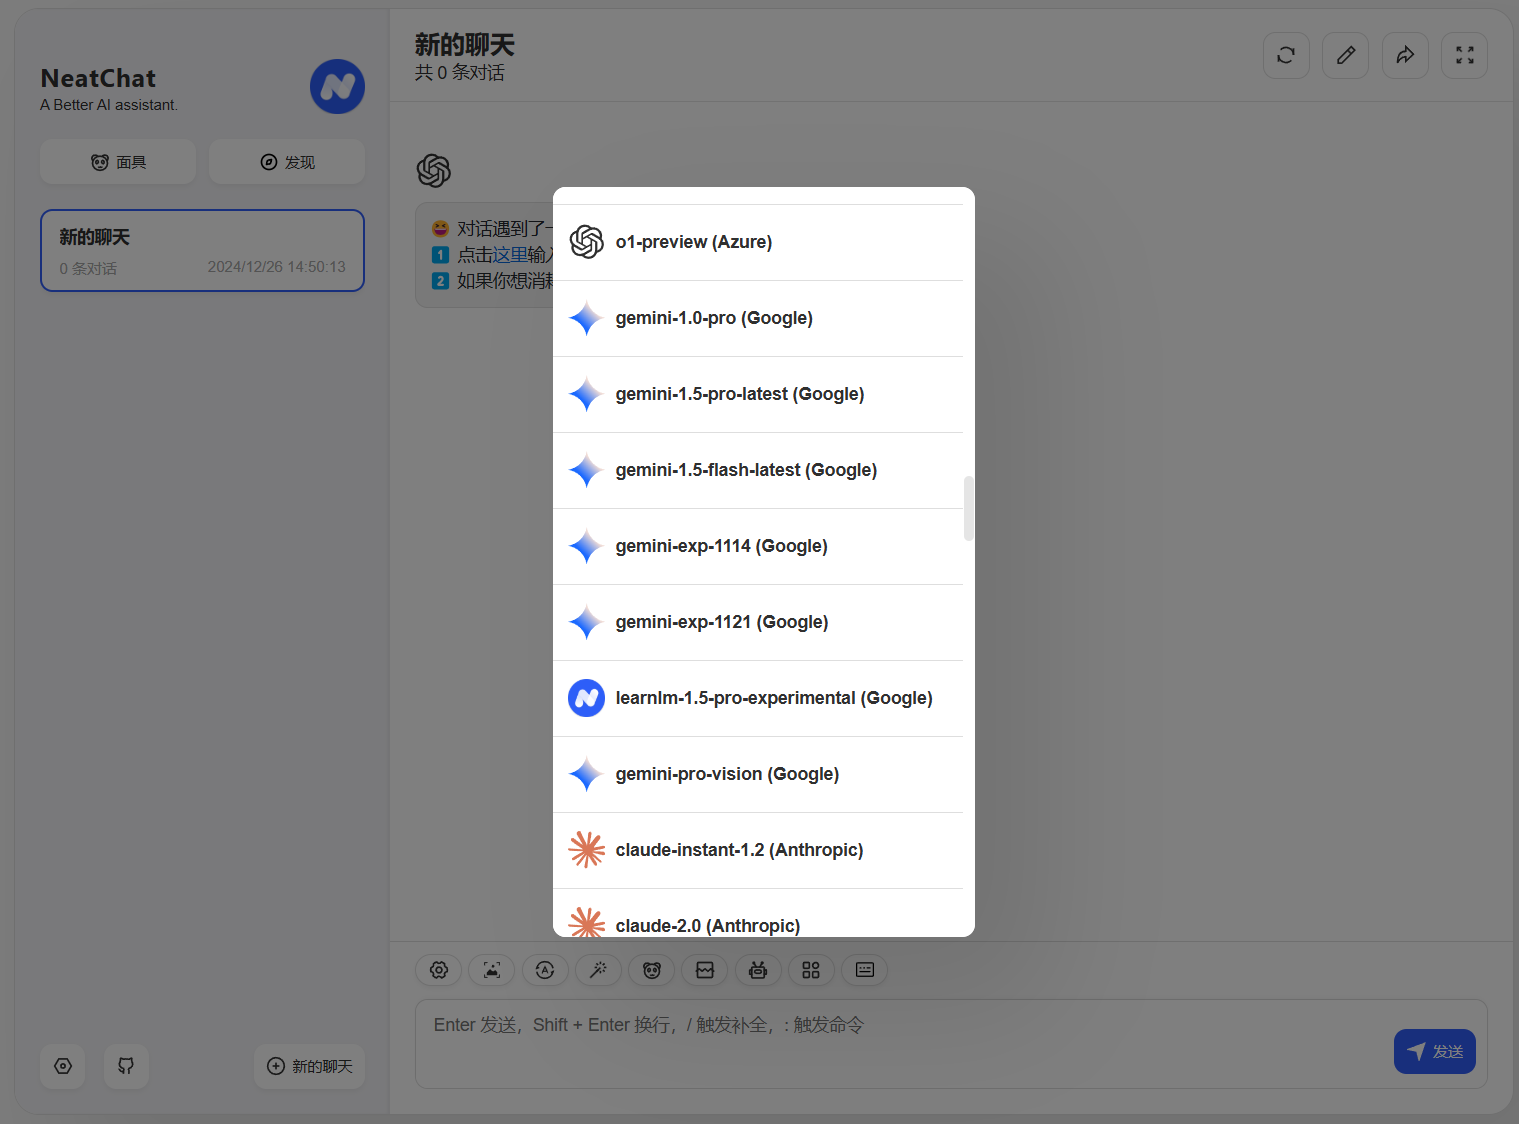 NeatChat
A Better AI assistant.
面具
发现
新的聊天
0 条对话
2024/12/26 14:50:13
新的聊天
共 0 条对话
对话遇到了一
1 点击这里输入
2 如果你想消耗
o1-preview (Azure)
gemini-1.0-pro (Google)
gemini-1.5-pro-latest (Google)
gemini-1.5-flash-latest (Google)
gemini-exp-1114 (Google)
gemini-exp-1121 (Google)
learnlm-1.5-pro-experimental (Google)
gemini-pro-vision (Google)
claude-instant-1.2 (Anthropic)
claude-2.0 (Anthropic)
Enter 发送，Shift + Enter 换行，/ 触发补全，: 触发命令
发送
新的聊天